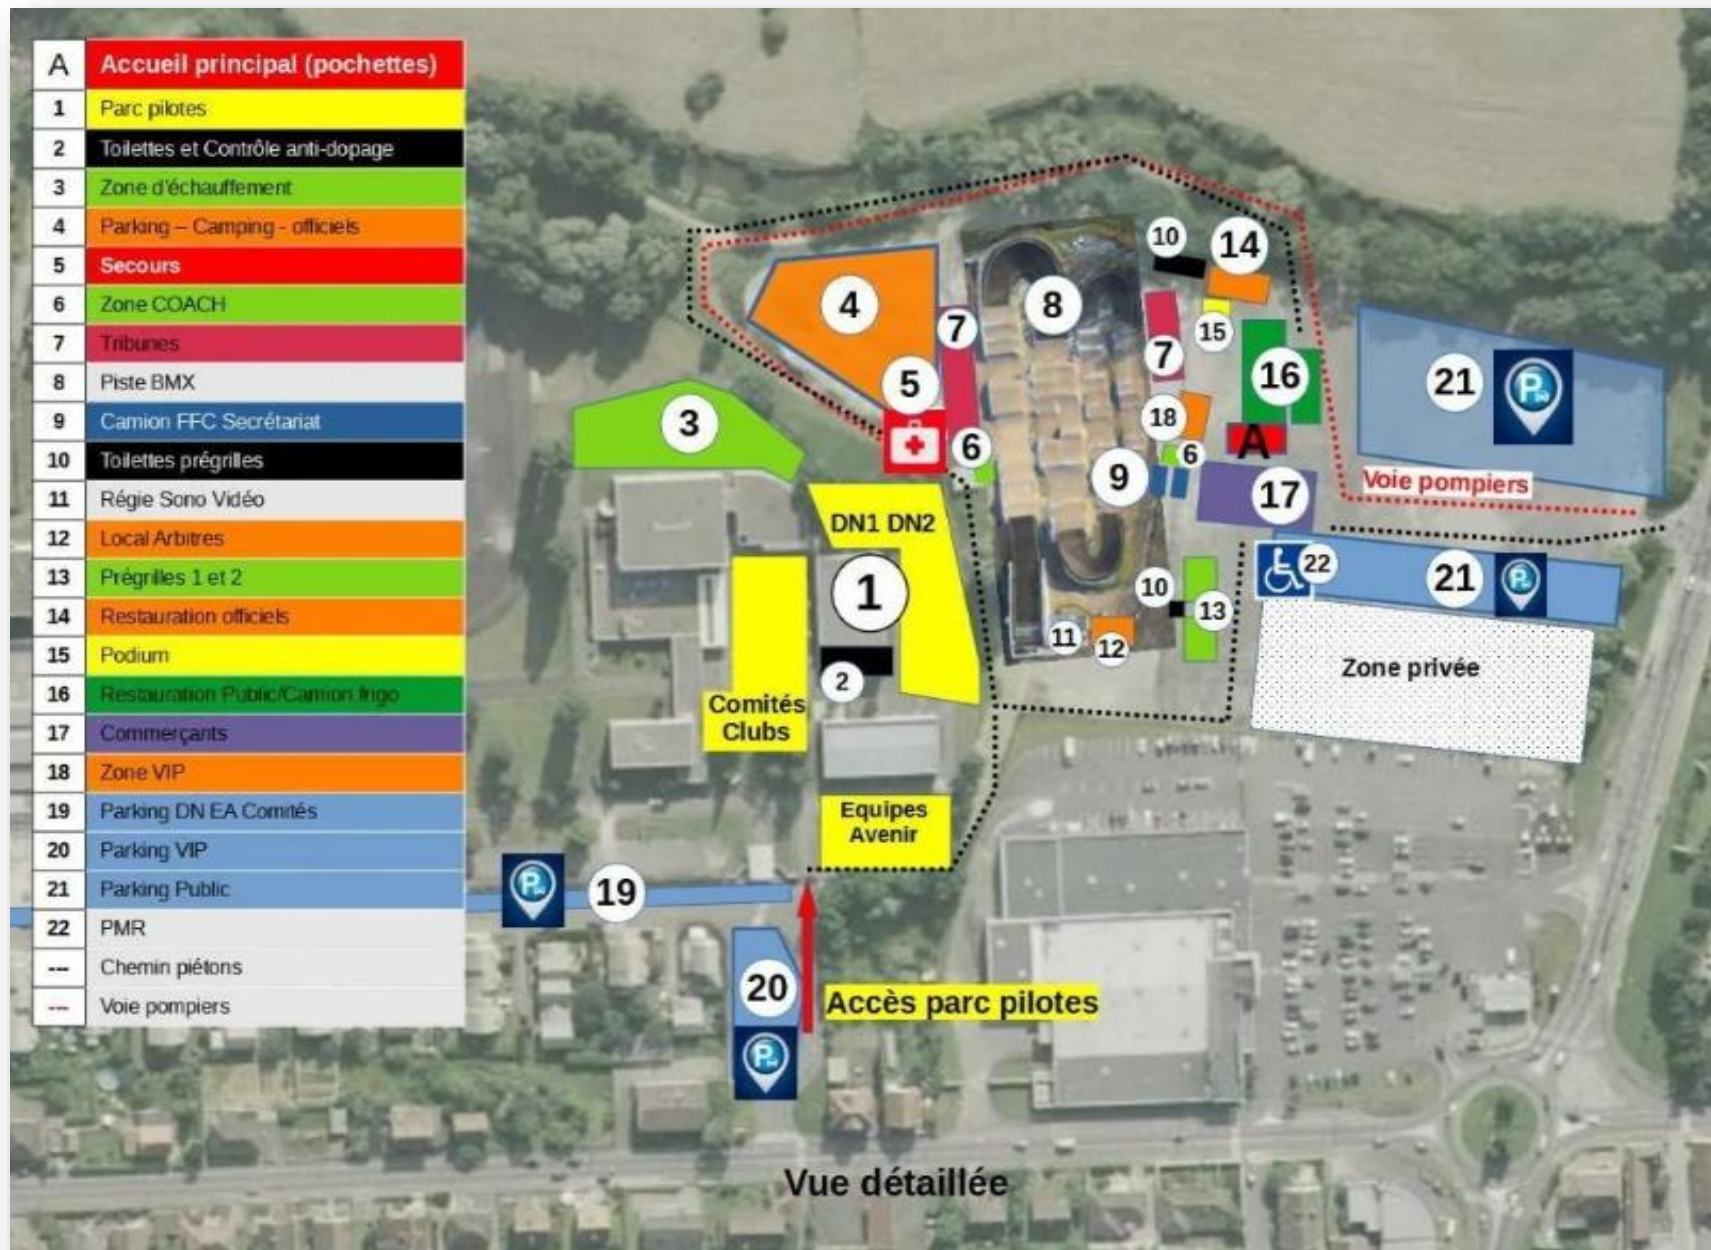 A Accueil principal (pochettes)
1 Parc pilotes
2 Toilettes et Contrôle anti-dopage
3 Zone d'échauffement
4 Parking – Camping - officiels
5 Secours
6 Zone COACH
7 Tribunes
8 Piste BMX
9 Camion FFC Secrétariat
10 Toilettes prégrilles
11 Régie Sono Vidéo
12 Local Arbitres
13 Prégrilles 1 et 2
14 Restauration officiels
15 Podium
16 Restauration Public/Camion frigo
17 Commerçants
18 Zone VIP
19 Parking DN EA Comités
20 Parking VIP
21 Parking Public
22 PMR
--- Chemin piétons
--- Voie pompiers
10
14
4
8
7
15
7
5
16
21
P
3
18
A
6
6
9
17
Voie pompiers
DN1 DN2
1
22
21
P
10
13
11
12
2
Zone privée
Comités
Clubs
Equipes
Avenir
P
19
20
P
Accès parc pilotes
Vue détaillée